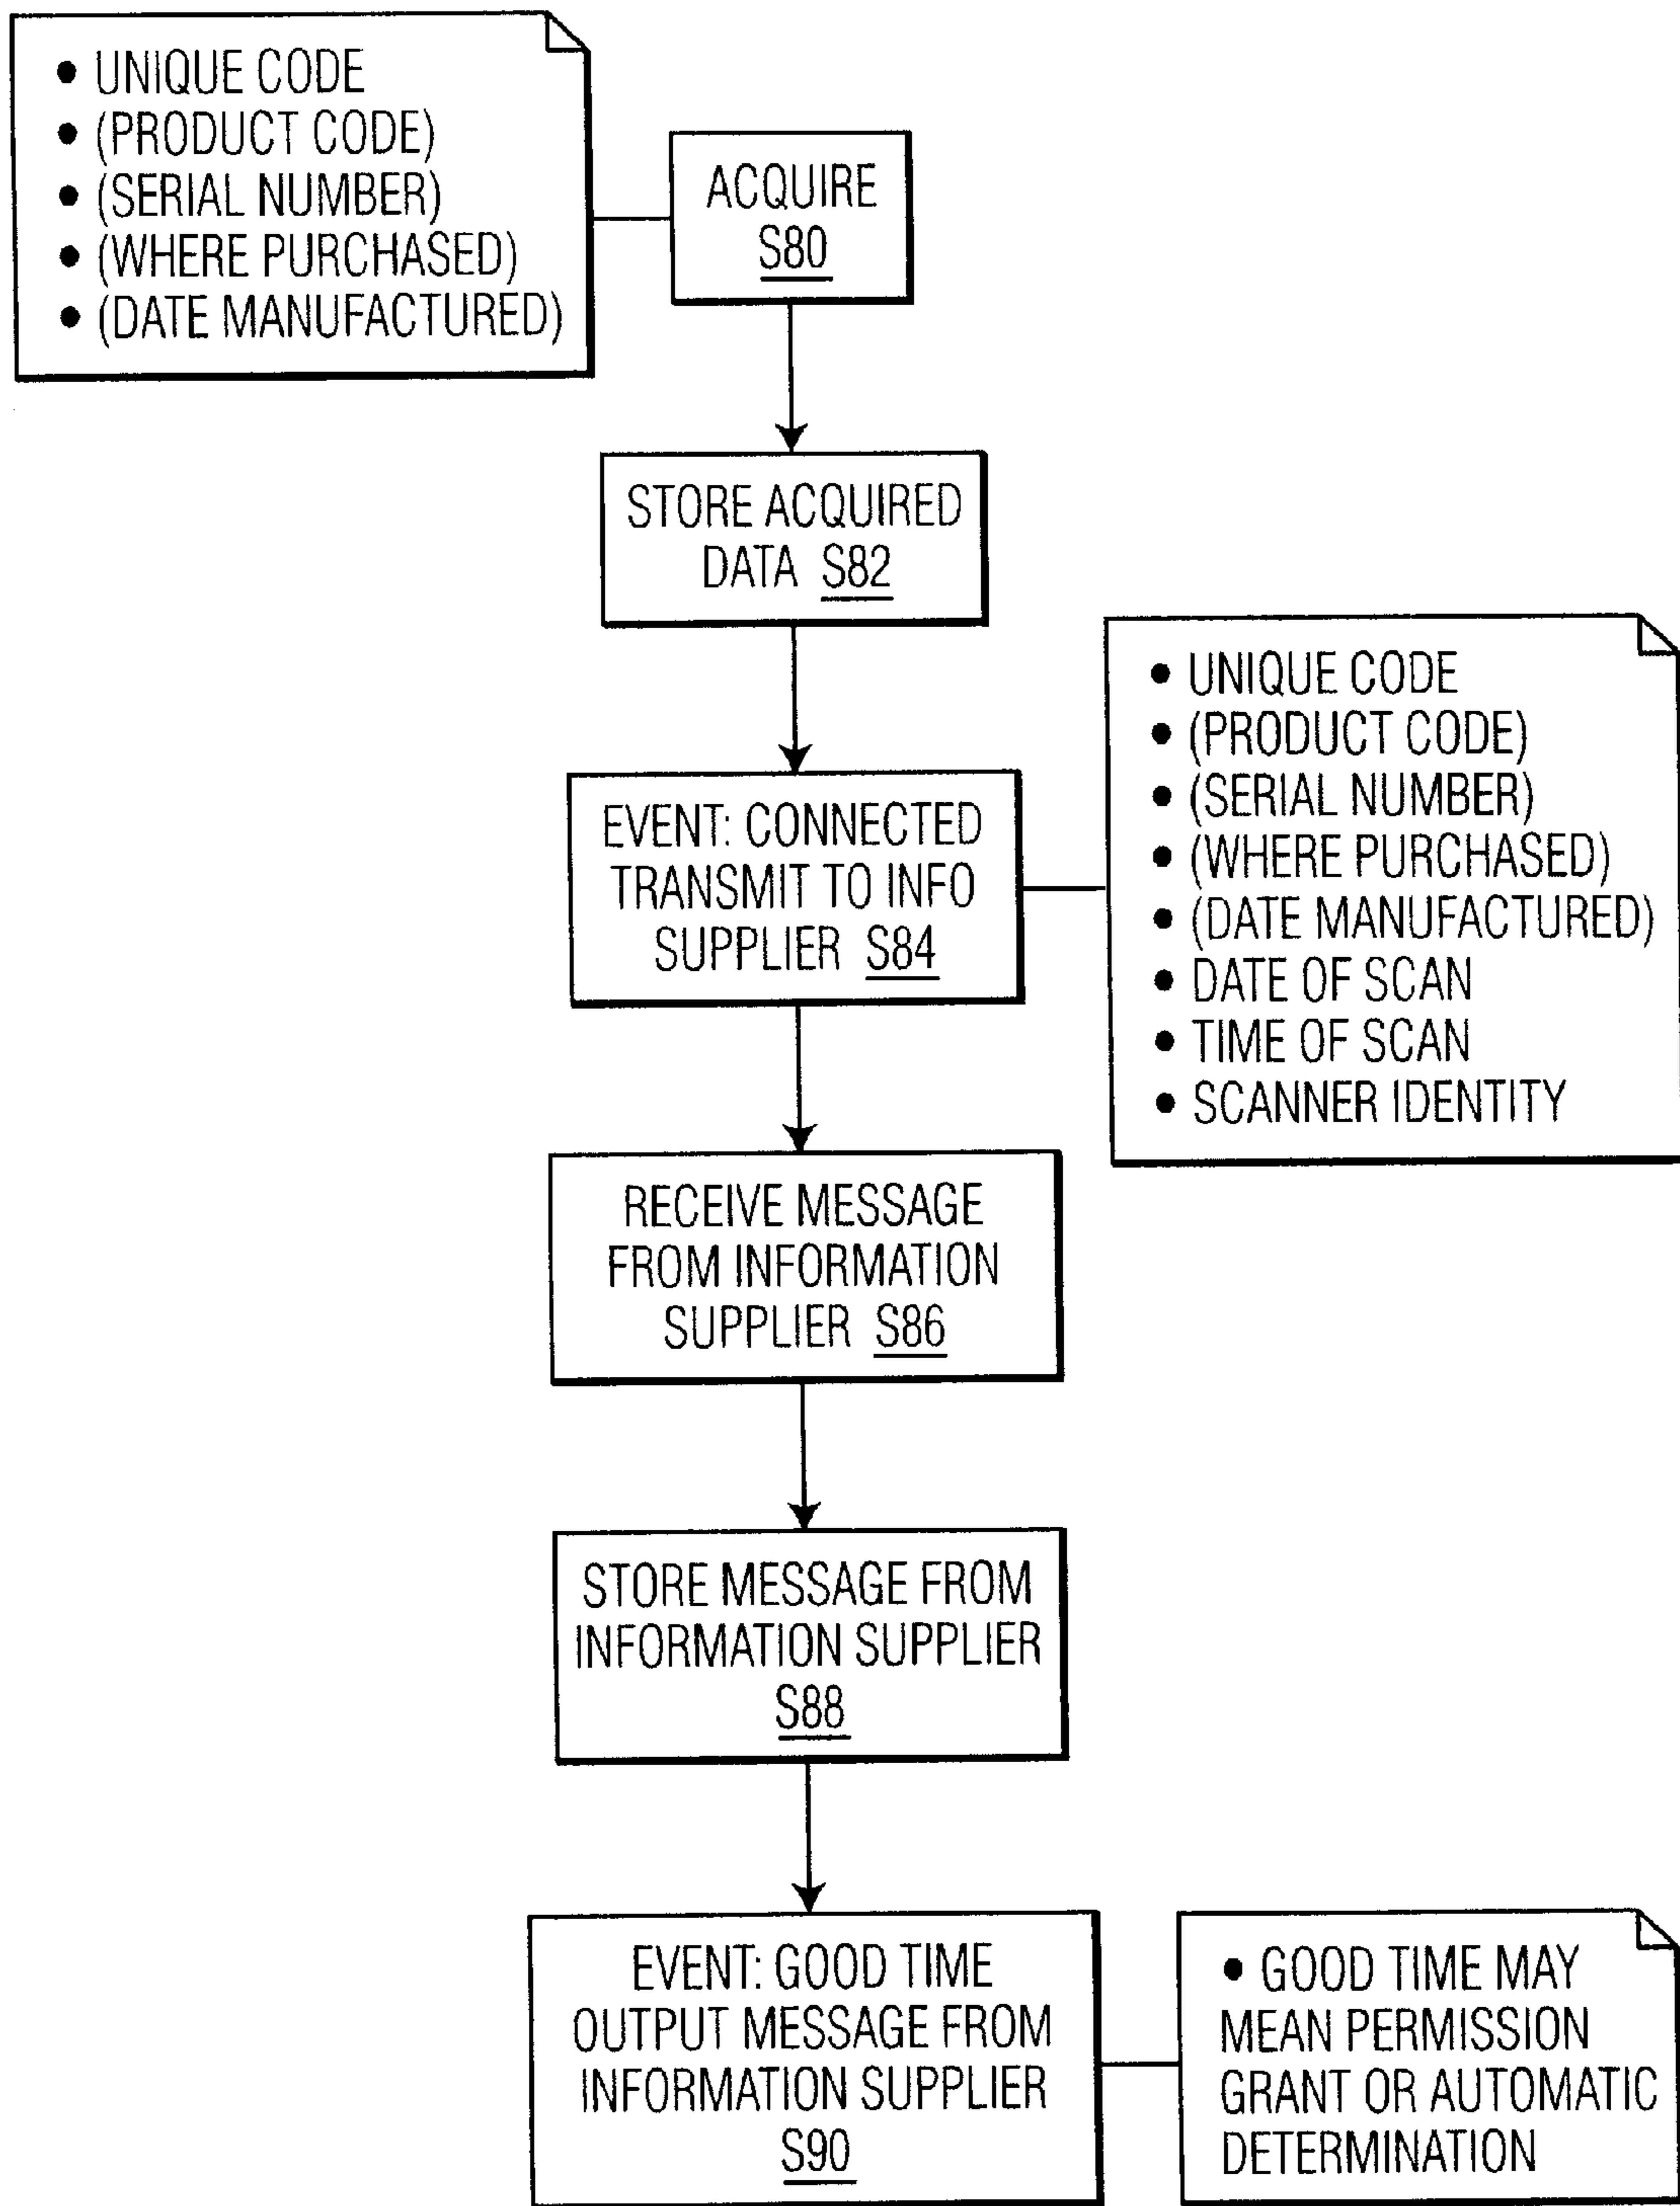 • UNIQUE CODE
• (PRODUCT CODE)
• (SERIAL NUMBER)
• (WHERE PURCHASED)
• (DATE MANUFACTURED)
ACQUIRE
S80
STORE ACQUIRED
DATA S82
EVENT: CONNECTED
TRANSMIT TO INFO
SUPPLIER S84
• UNIQUE CODE
• (PRODUCT CODE)
• (SERIAL NUMBER)
• (WHERE PURCHASED)
• (DATE MANUFACTURED)
• DATE OF SCAN
• TIME OF SCAN
• SCANNER IDENTITY
RECEIVE MESSAGE
FROM INFORMATION
SUPPLIER S86
STORE MESSAGE FROM
INFORMATION SUPPLIER
S88
EVENT: GOOD TIME
OUTPUT MESSAGE FROM
INFORMATION SUPPLIER
S90
• GOOD TIME MAY
MEAN PERMISSION
GRANT OR AUTOMATIC
DETERMINATION